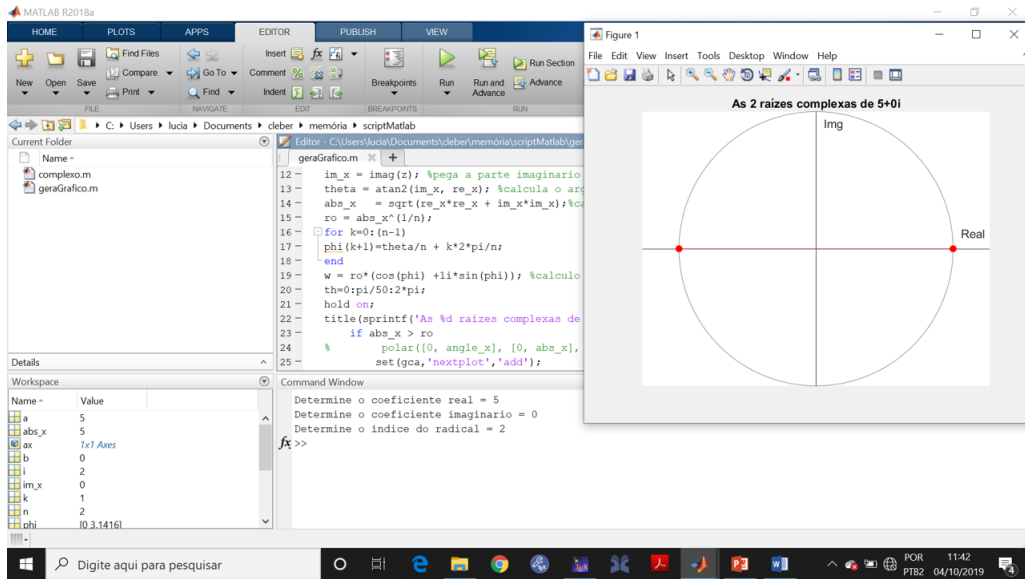 MATLAB R2018a
HOME PLOTS APPS EDITOR PUBLISH VIEW
New Open Save
Find Files
Compare
Print
FILE
Go To
Find
NAVIGATE
Insert fx
Comment
Indent
EDIT
Breakpoints
BREAKPOINTS
Run
Run and Advance
Run Section
Advance
RUN
C: Users lucia Documents cleber memória scriptMatlab
Current Folder
Name
complexo.m
geraGrafico.m
Details
Workspace
Name Value
a 5
abs_x 5
ax 1x1 Axes
b 0
i 2
im_x 0
k 1
n 2
phi [0 3.1416]
Editor - C:\Users\lucia\Documents\cleber\memória\scriptMatlab\ger
geraGrafico.m
12 im_x = imag(z); %pega a parte imaginario
13 theta = atan2(im_x, re_x); %calcula o arg
14 abs_x = sqrt(re_x*re_x + im_x*im_x);%ca
15 ro = abs_x^(1/n);
16 for k=0:(n-1)
17 phi(k+1)=theta/n + k*2*pi/n;
18 end
19 w = ro*(cos(phi) +1i*sin(phi)); %calculo
20 th=0:pi/50:2*pi;
21 hold on;
22 title(sprintf('As %d raízes complexas de
23 if abs_x > ro
24 % polar([0, angle_x], [0, abs_x],
25 set(gca,'nextplot','add');
Command Window
Determine o coeficiente real = 5
Determine o coeficiente imaginario = 0
Determine o indice do radical = 2
fx >>
Figure 1
File Edit View Insert Tools Desktop Window Help
As 2 raízes complexas de 5+0i
Img
Real
Digite aqui para pesquisar
POR
PTB2
11:42
04/10/2019
4